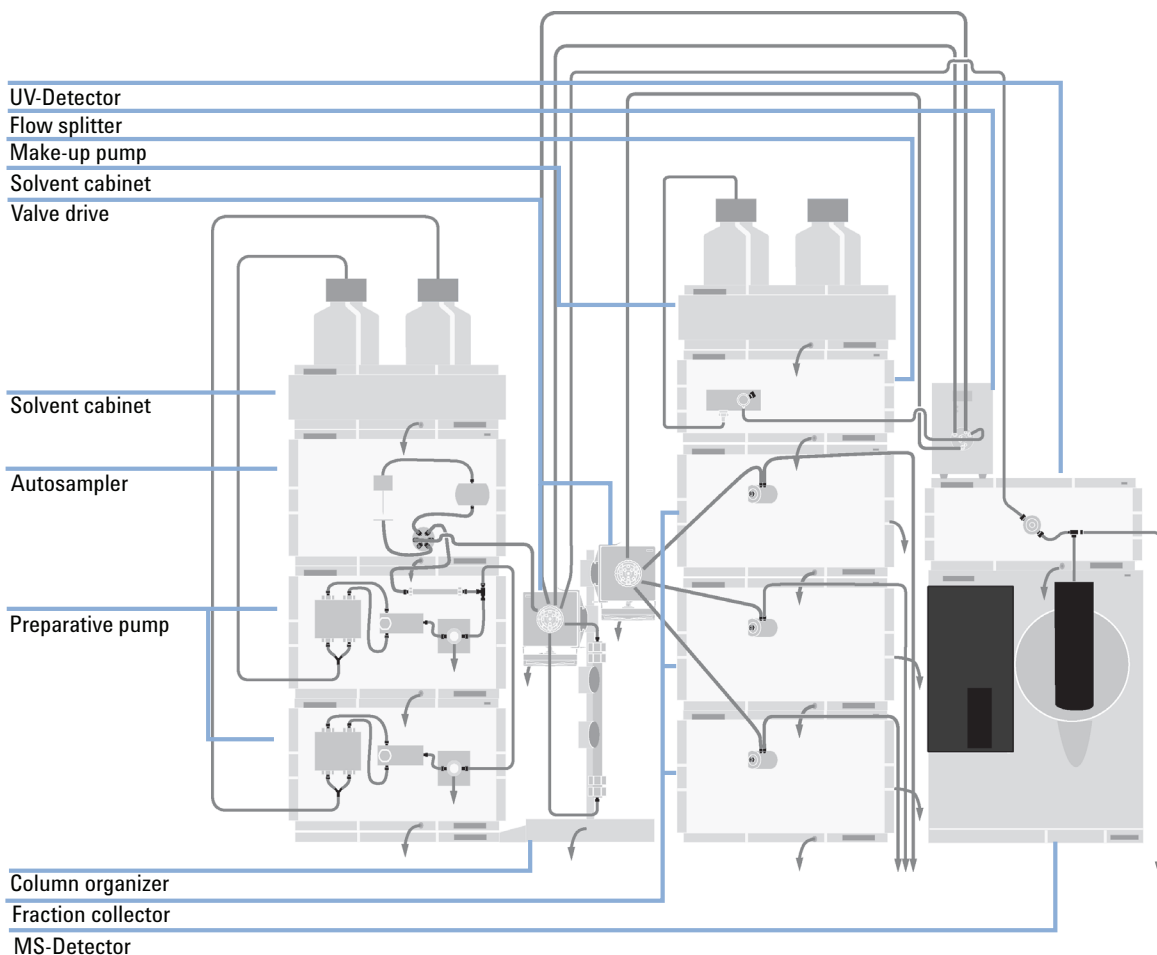 UV-Detector
Flow splitter
Make-up pump
Solvent cabinet
Valve drive
Solvent cabinet
Autosampler
Preparative pump
Column organizer
Fraction collector
MS-Detector